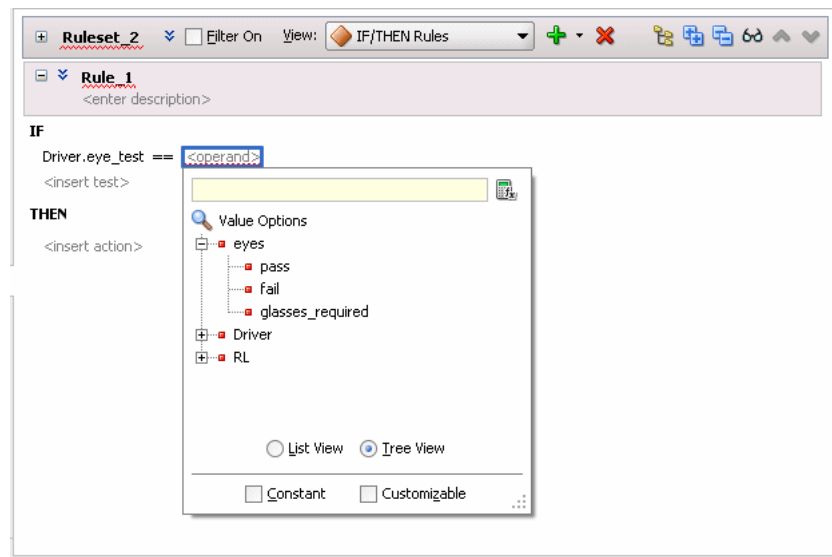 Ruleset_2 Filter On View: IF/THEN Rules
Rule_1
<enter description>
IF
Driver.eye_test == <operand>
<insert test>
THEN
<insert action>
Value Options
eyes
pass
fail
glasses_required
Driver
RL
List View Tree View
Constant Customizable